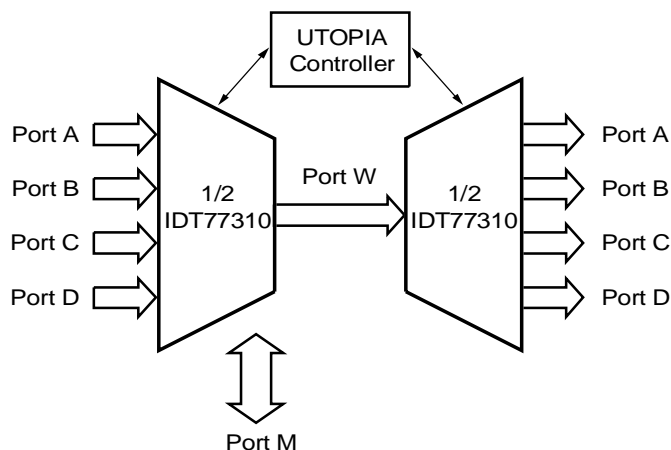 UTOPIA
Controller
Port A
Port B
Port C
Port D
1/2
IDT77310
Port W
1/2
IDT77310
Port A
Port B
Port C
Port D
Port M